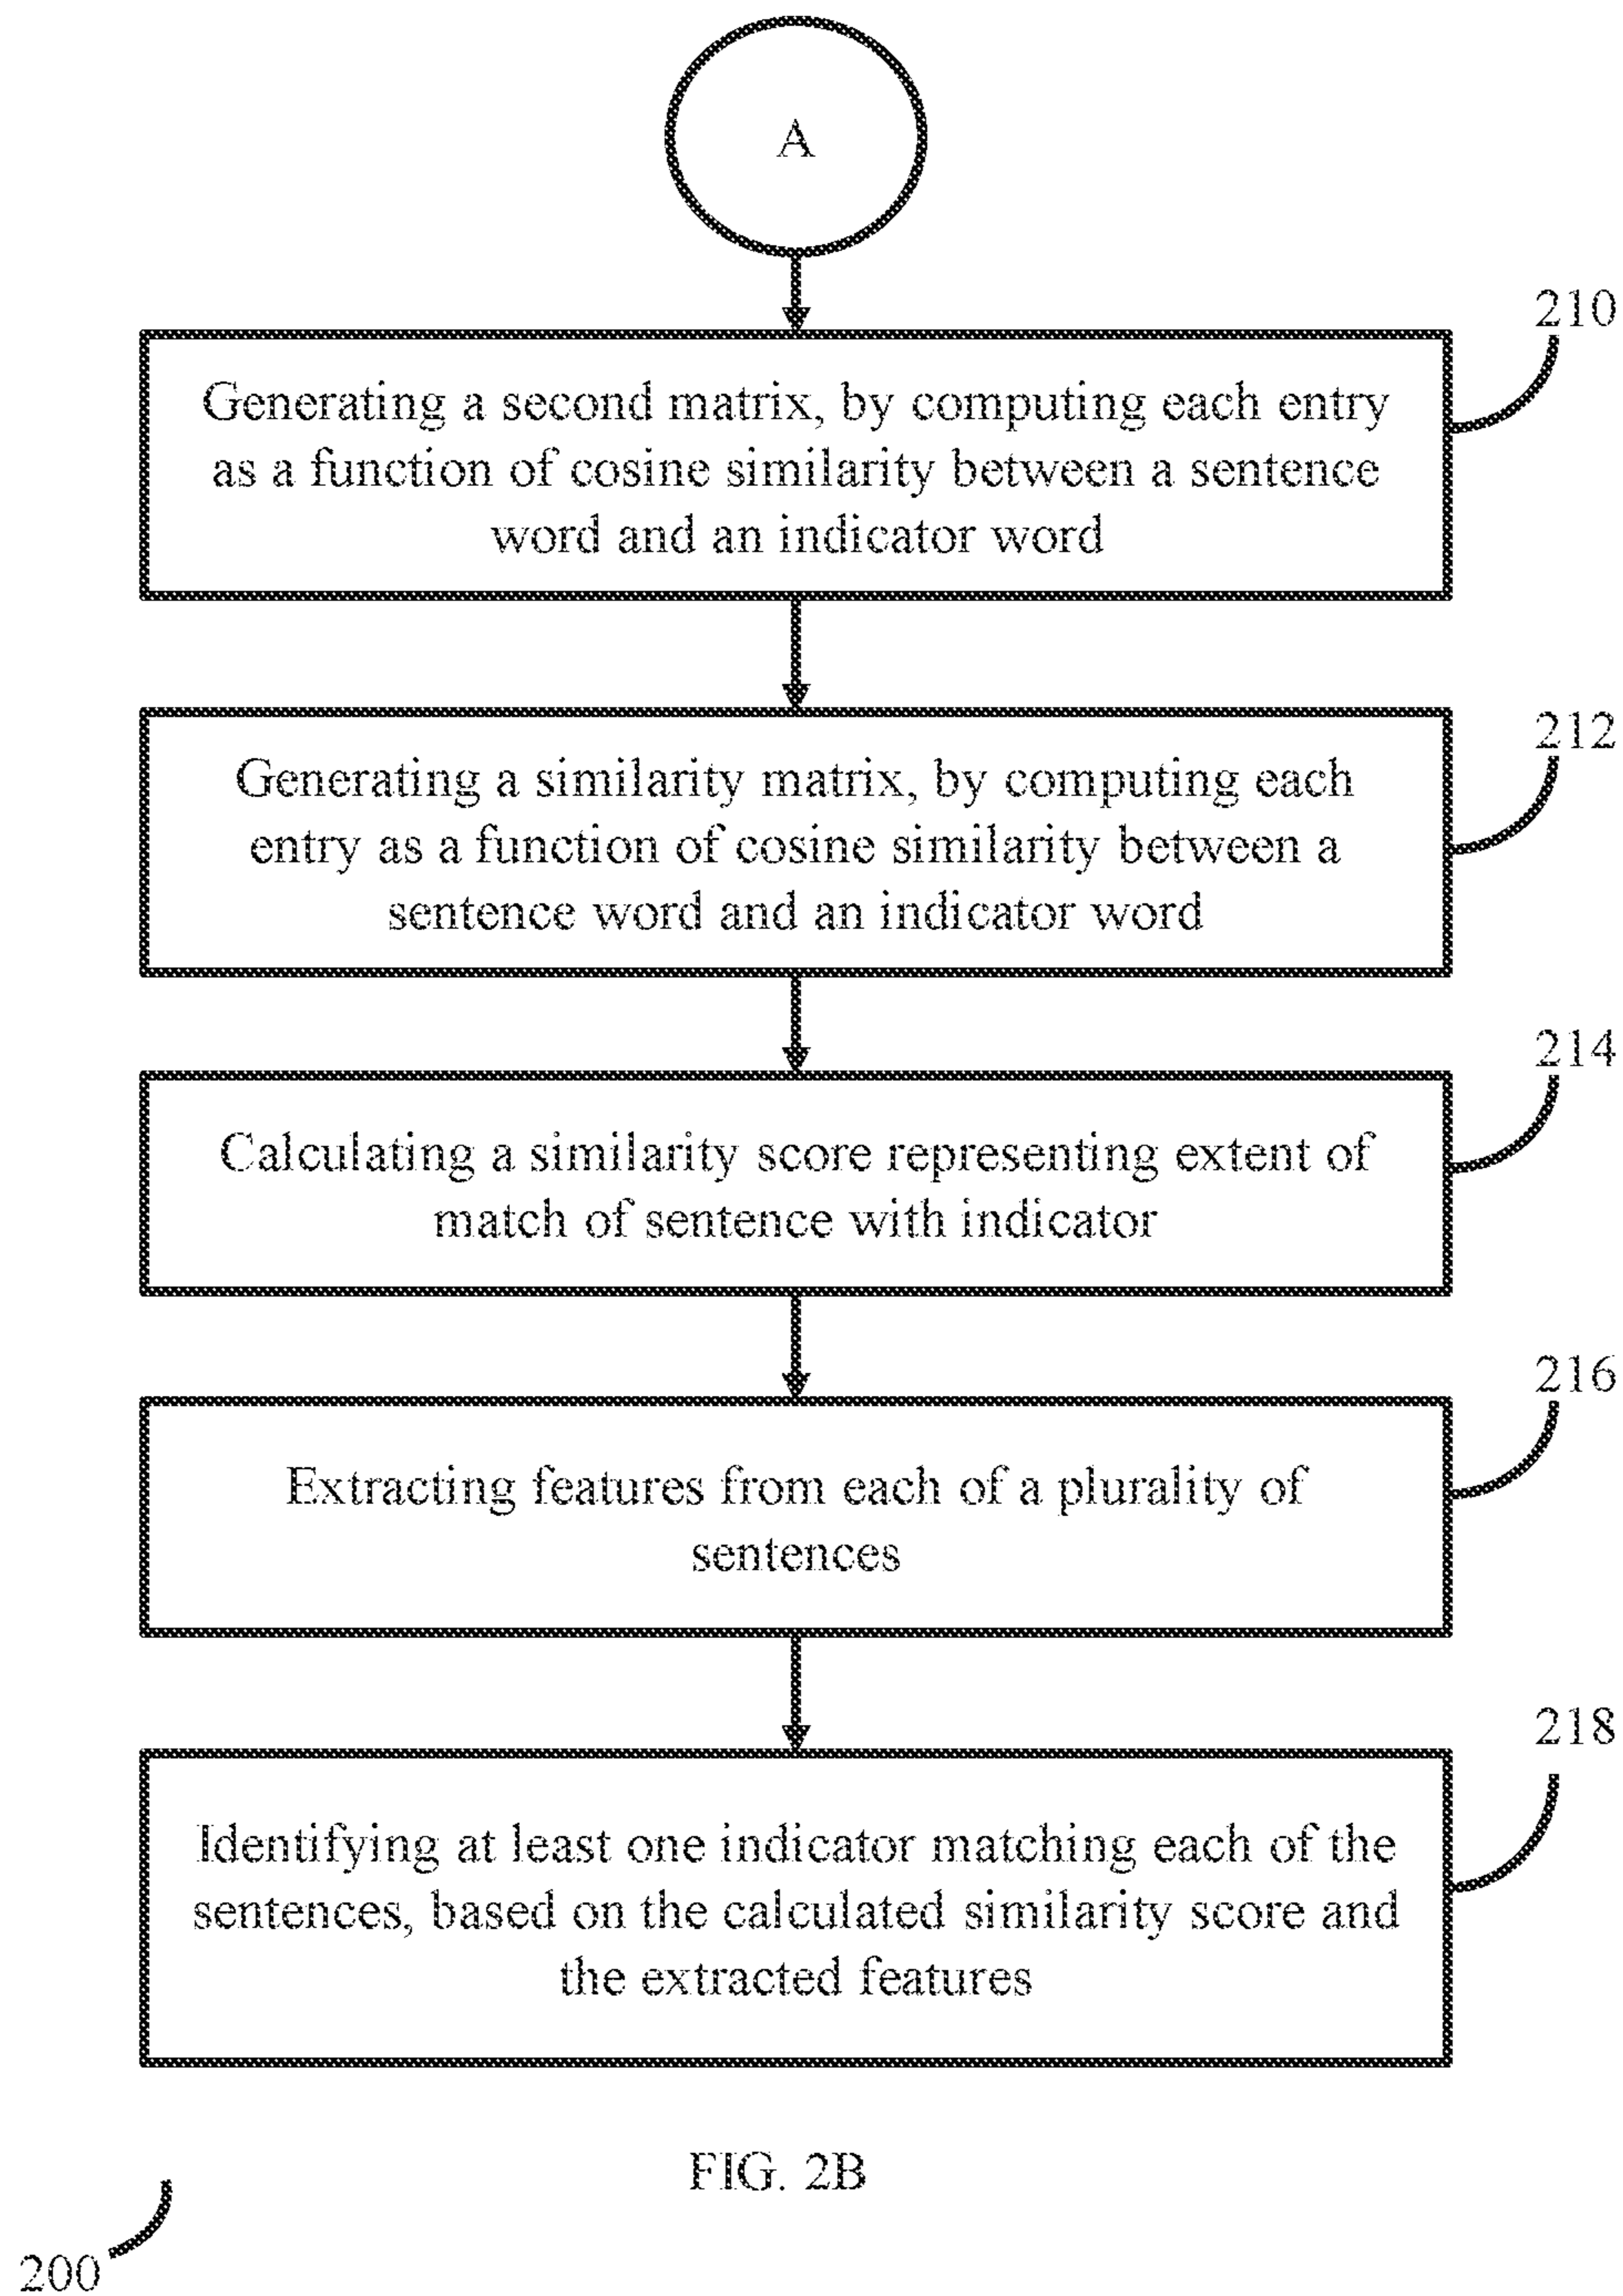 A
210
Generating a second matrix, by computing each entry
as a function of cosine similarity between a sentence
word and an indicator word
212
Generating a similarity matrix, by computing each
entry as a function of cosine similarity between a
sentence word and an indicator word
214
Calculating a similarity score representing extent of
match of sentence with indicator
216
Extracting features from each of a plurality of
sentences
218
Identifying at least one indicator matching each of the
sentences, based on the calculated similarity score and
the extracted features
FIG. 2B
200